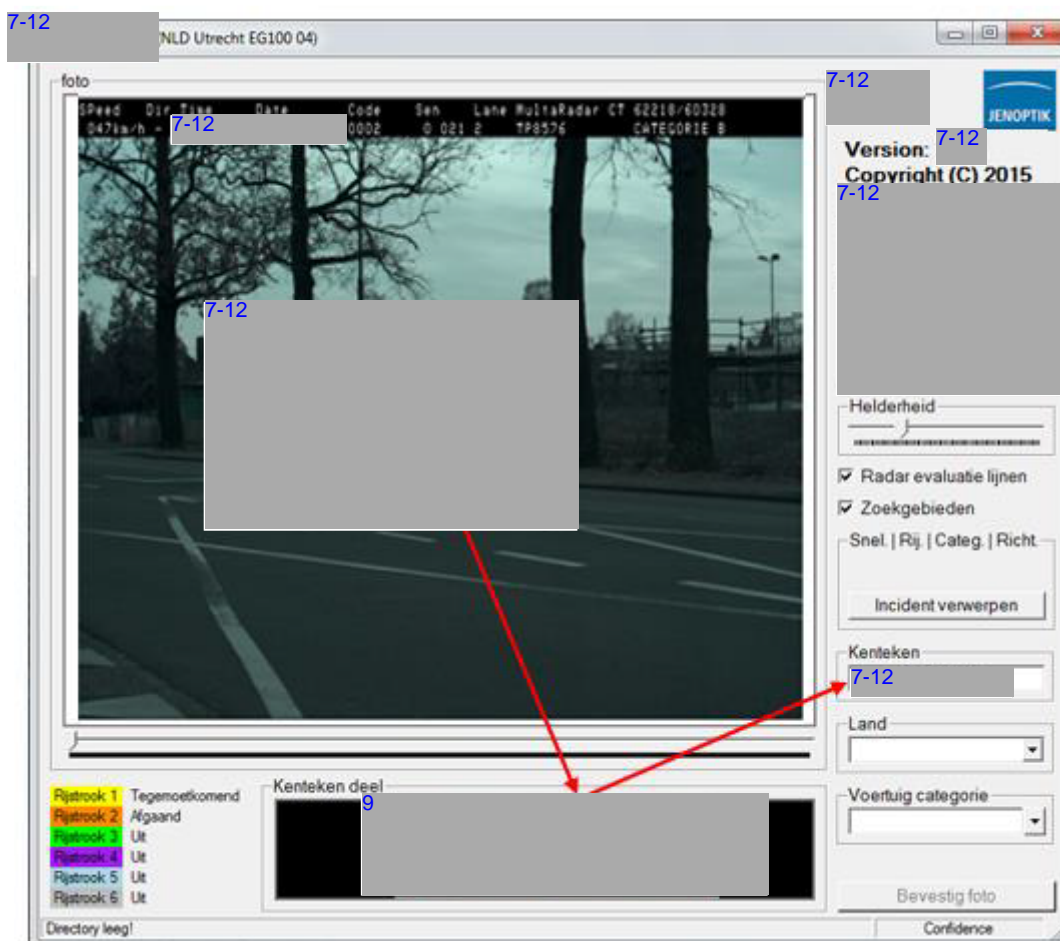 7-12
(NLD Utrecht EG100 04)
foto
SPeed Dir Time Date Code Sen Lane MultaRadar CT 62218/60328
047km/h - 7-12 0002 0 021 2 TP8576 CATEGORIE B
7-12
JENOPTIK
Version: 7-12
Copyright (C) 2015
7-12
7-12
Helderheid
Radar evaluatie lijnen
Zoekgebieden
Snel. | Rij. | Categ. | Richt.
Incident verwerpen
Kenteken
7-12
Land
Voertuig categorie
Bevestig foto
Rijstrook 1 Tegemoetkomend
Rijstrook 2 Afgaand
Rijstrook 3 Uit
Rijstrook 4 Uit
Rijstrook 5 Uit
Rijstrook 6 Uit
Kenteken deel
9
Directory leeg!
Confidence